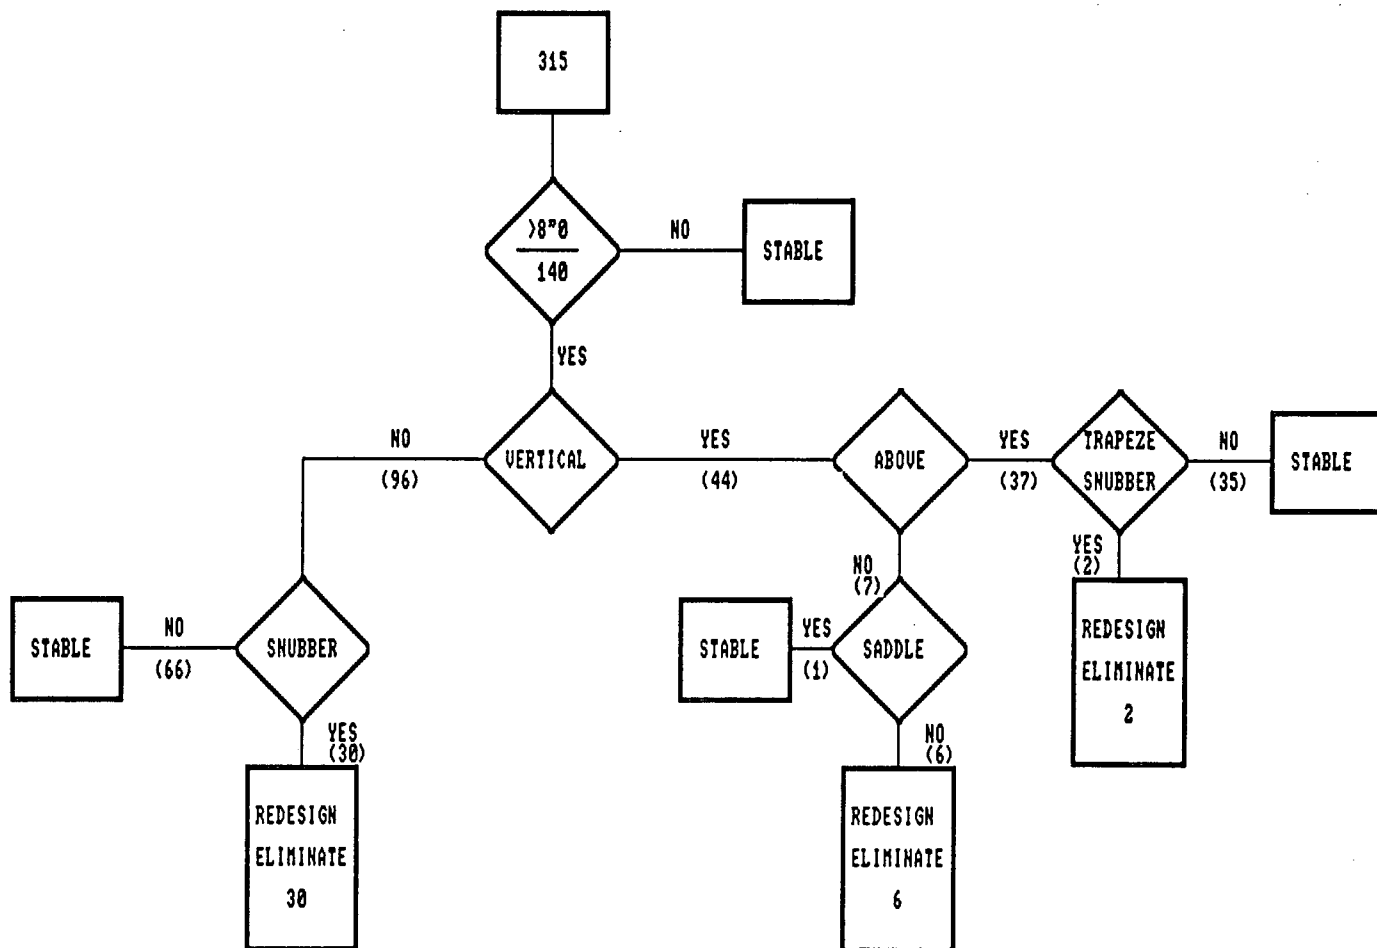 315
>8"0
140
NO
STABLE
YES
VERTICAL
NO
(96)
YES
(44)
ABOVE
YES
(37)
TRAPEZE
SNUBBER
NO
(35)
STABLE
YES
(2)
REDESIGN
ELIMINATE
2
NO
(7)
SADDLE
YES
(1)
STABLE
NO
(6)
REDESIGN
ELIMINATE
6
SNUBBER
NO
(66)
STABLE
YES
(30)
REDESIGN
ELIMINATE
30